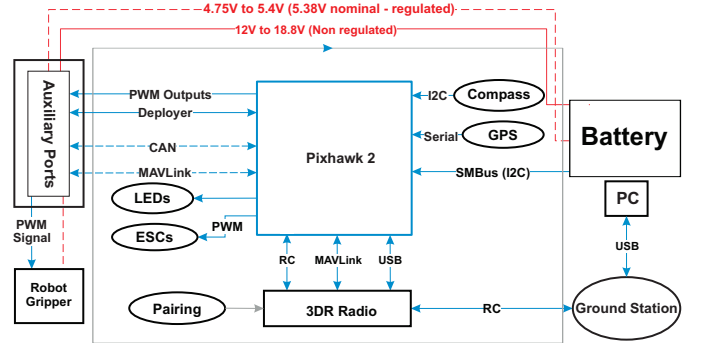 4.75V to 5.4V (5.38V nominal - regulated)
12V to 18.8V (Non regulated)
Auxiliary Ports
PWM Outputs
Deployer
CAN
MAVLink
LEDs
ESCs
PWM
Pixhawk 2
I2C
Compass
Serial
GPS
SMBus (I2C)
Battery
PC
USB
PWM
Signal
Robot
Gripper
RC
MAVLink
USB
Pairing
3DR Radio
RC
Ground Station